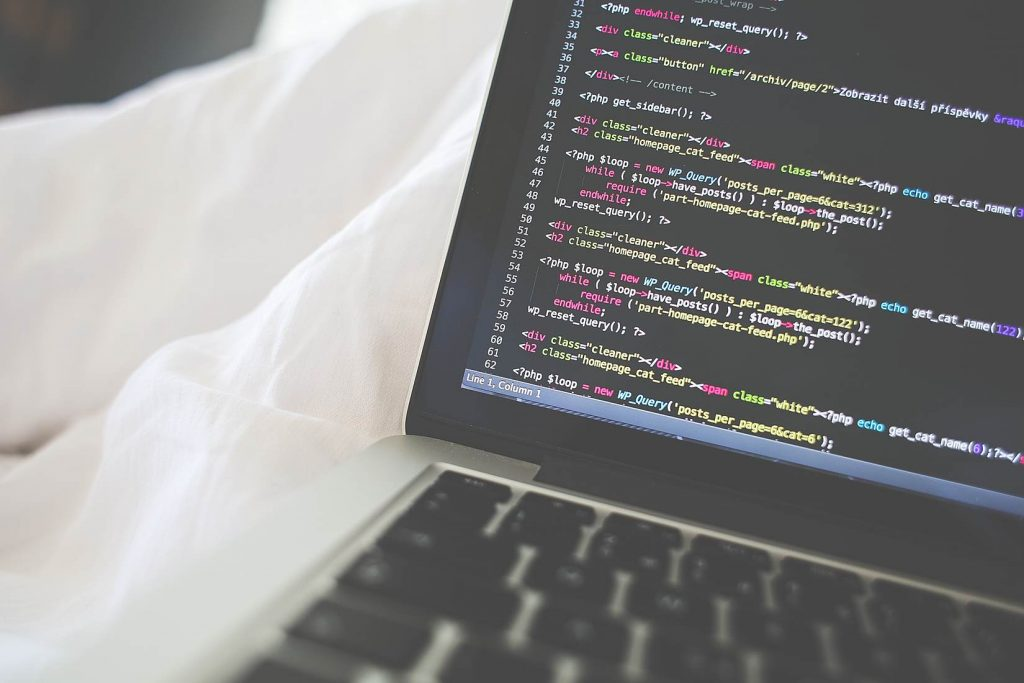 _post_wrap -->
31 <?php endwhile; wp_reset_query(); ?>
32
33 <div class="cleaner"></div>
34
35 <p><a class="button" href="/archiv/page/2">Zobrazit další příspěvky &raqu
36
37 </div><!-- /content -->
38
39 <?php get_sidebar(); ?>
40
41 <div class="cleaner"></div>
42 <h2 class="homepage_cat_feed"><span class="white"><?php echo get_cat_name(3
43
44 <?php $loop = new WP_Query('posts_per_page=6&cat=312');
45 while ( $loop->have_posts() ) : $loop->the_post();
46 require ('part-homepage-cat-feed.php');
47 endwhile;
48 wp_reset_query(); ?>
49
50 <div class="cleaner"></div>
51 <h2 class="homepage_cat_feed"><span class="white"><?php echo get_cat_name(122)
52
53 <?php $loop = new WP_Query('posts_per_page=6&cat=122');
54 while ( $loop->have_posts() ) : $loop->the_post();
55 require ('part-homepage-cat-feed.php');
56 endwhile;
57 wp_reset_query(); ?>
58
59 <div class="cleaner"></div>
60 <h2 class="homepage_cat_feed"><span class="white"><?php echo get_cat_name(6);?></s
61
62 <?php $loop = new WP_Query('posts_per_page=6&cat=6');
Line 1, Column 1